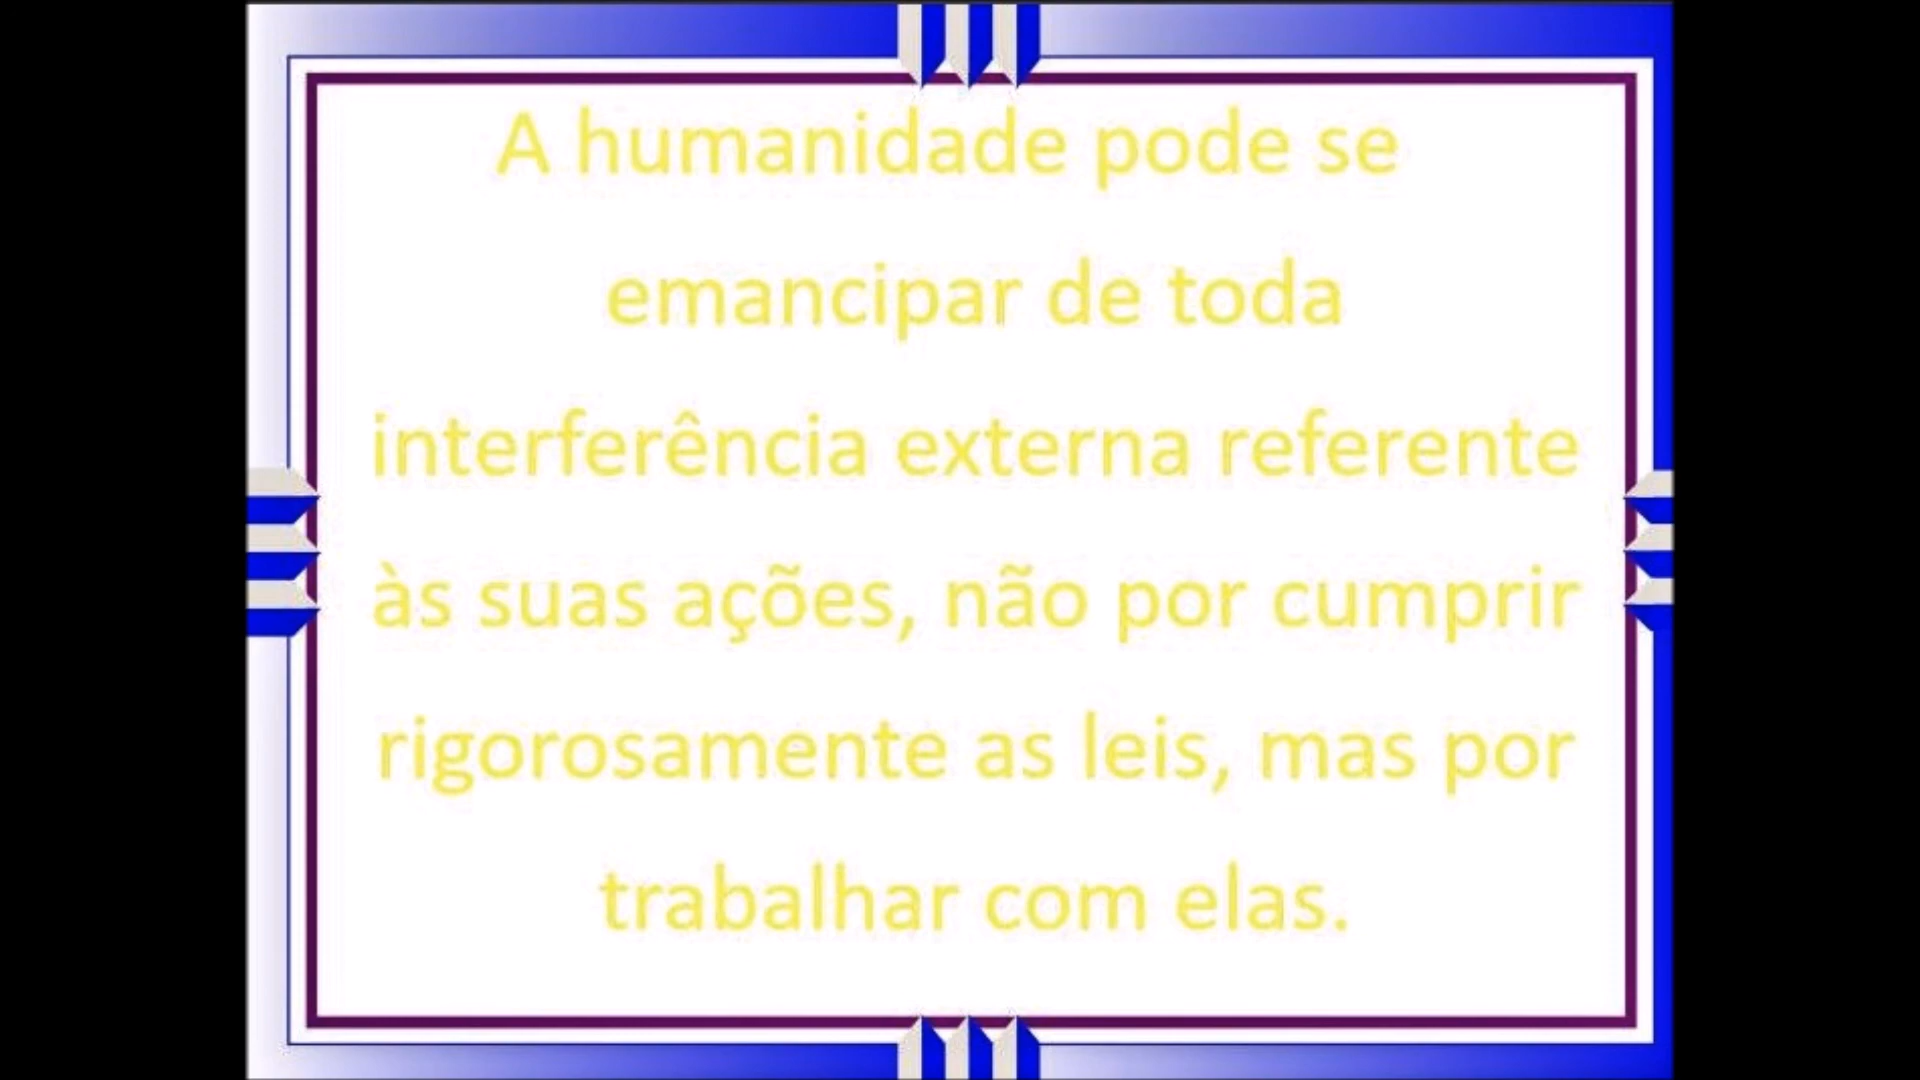 A humanidade pode se
emancipar de toda
interferência externa referente
às suas ações, não por cumprir
rigorosamente as leis, mas por
trabalhar com elas.